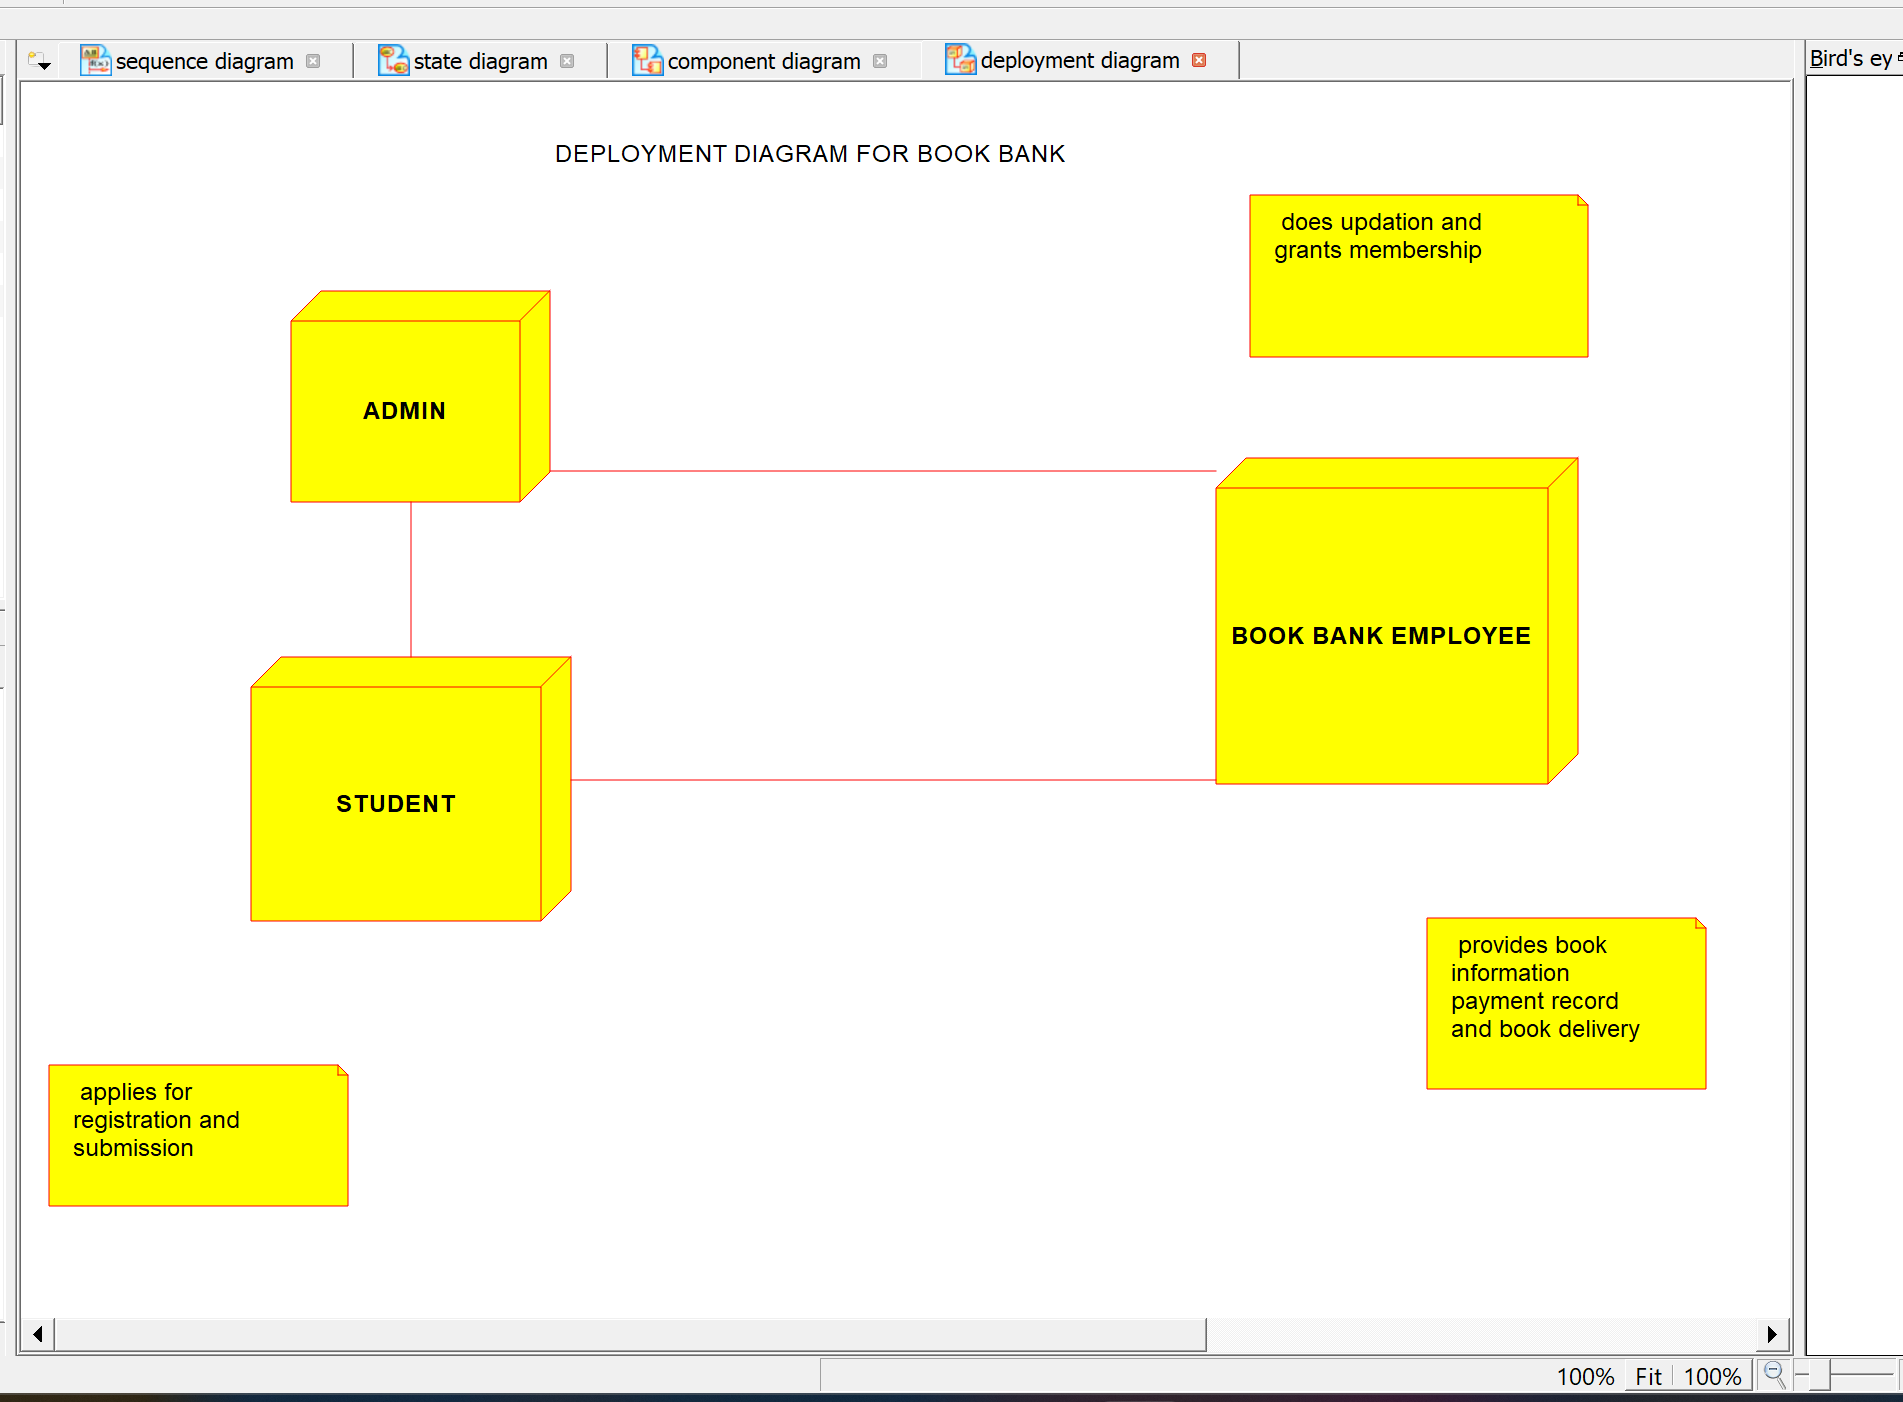 sequence diagram
state diagram
component diagram
deployment diagram
Bird's ey
DEPLOYMENT DIAGRAM FOR BOOK BANK
does updation and
grants membership
ADMIN
BOOK BANK EMPLOYEE
STUDENT
provides book
information
payment record
and book delivery
applies for
registration and
submission
100% Fit 100%